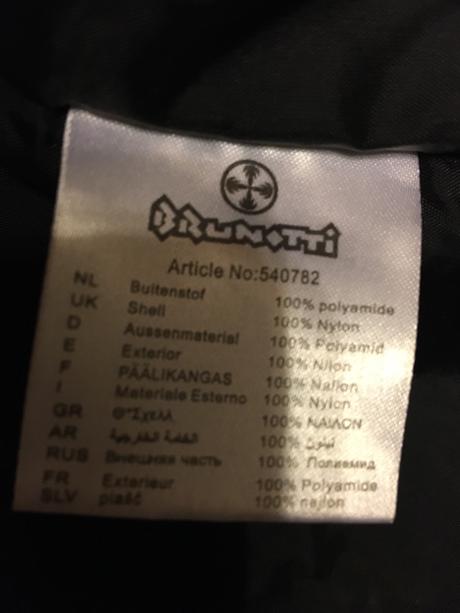 BRUNOTTI
Article No:540782
NL Buitenstof 100% polyamide
UK Shell 100% Nylon
D Aussenmaterial 100% Polyamid
E Exterior 100% Nilon
F PÄÄLIKANGAS 100% Nailon
I Materiale Esterno 100% Nylon
GR 100% ΝΑΙΛΟΝ
AR 100% نيلون
RUS Внешняя часть 100% Полиамид
FR Exterieur 100% Polyamide
SLV plašč 100% najlon